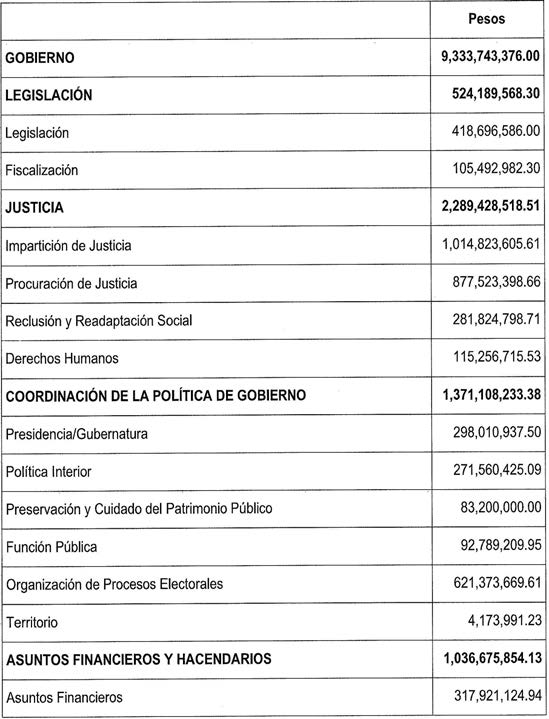 Pesos
GOBIERNO 9,333,743,376.00
LEGISLACIÓN 524,189,568.30
Legislación 418,696,586.00
Fiscalización 105,492,982.30
JUSTICIA 2,289,428,518.51
Impartición de Justicia 1,014,823,605.61
Procuración de Justicia 877,523,398.66
Reclusión y Readaptación Social 281,824,798.71
Derechos Humanos 115,256,715.53
COORDINACIÓN DE LA POLÍTICA DE GOBIERNO 1,371,108,233.38
Presidencia/Gubernatura 298,010,937.50
Política Interior 271,560,425.09
Preservación y Cuidado del Patrimonio Público 83,200,000.00
Función Pública 92,789,209.95
Organización de Procesos Electorales 621,373,669.61
Territorio 4,173,991.23
ASUNTOS FINANCIEROS Y HACENDARIOS 1,036,675,854.13
Asuntos Financieros 317,921,124.94